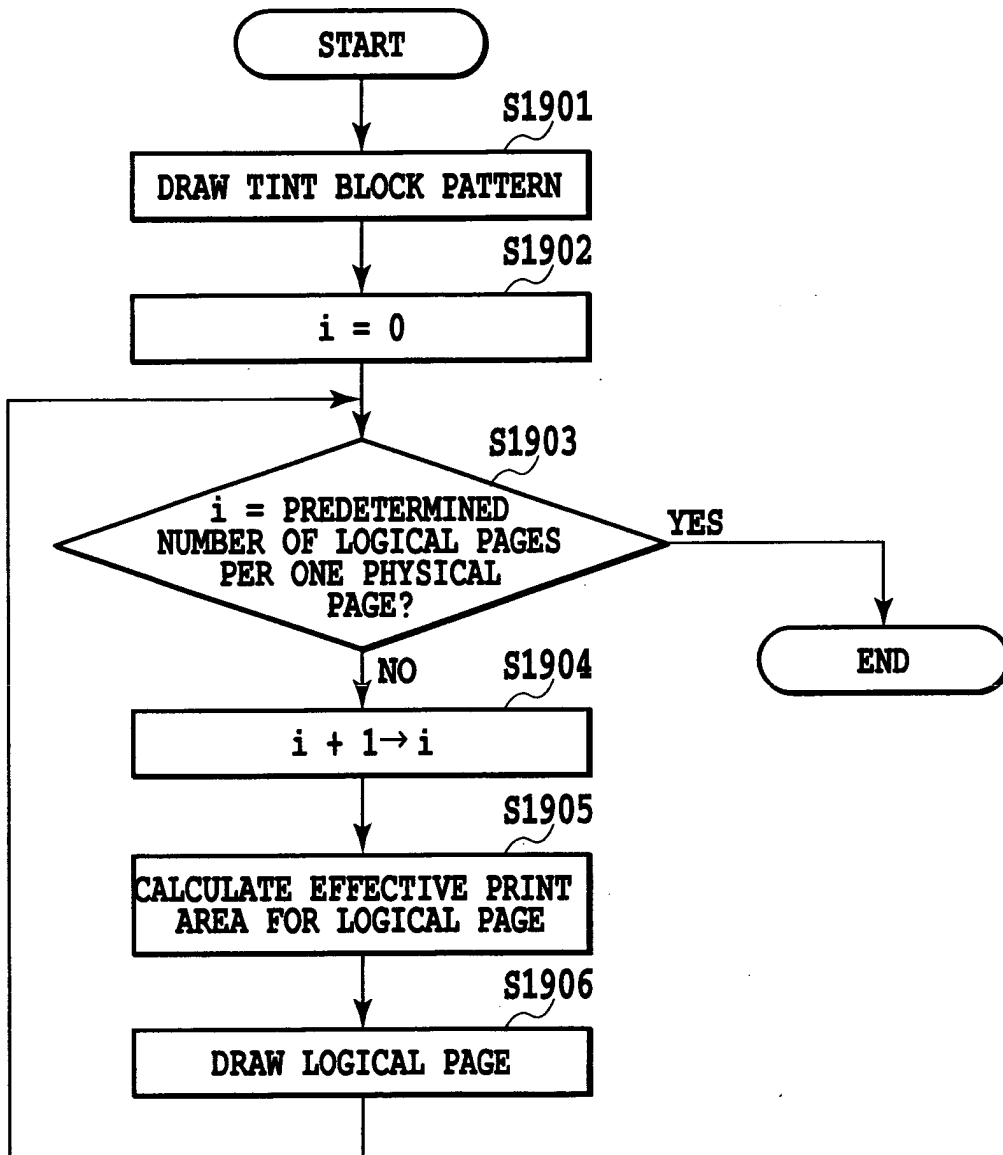 START
S1901
DRAW TINT BLOCK PATTERN
S1902
i = 0
S1903
i = PREDETERMINED
NUMBER OF LOGICAL PAGES
PER ONE PHYSICAL
PAGE?
YES
END
NO
S1904
i + 1→i
S1905
CALCULATE EFFECTIVE PRINT
AREA FOR LOGICAL PAGE
S1906
DRAW LOGICAL PAGE